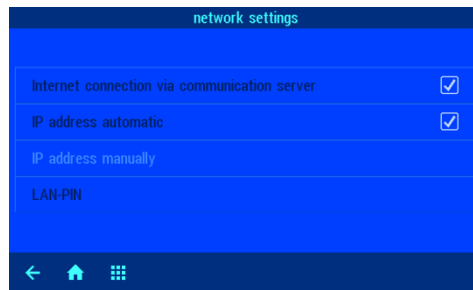 network settings
Internet connection via communication server
IP address automatic
IP address manually
LAN-PIN